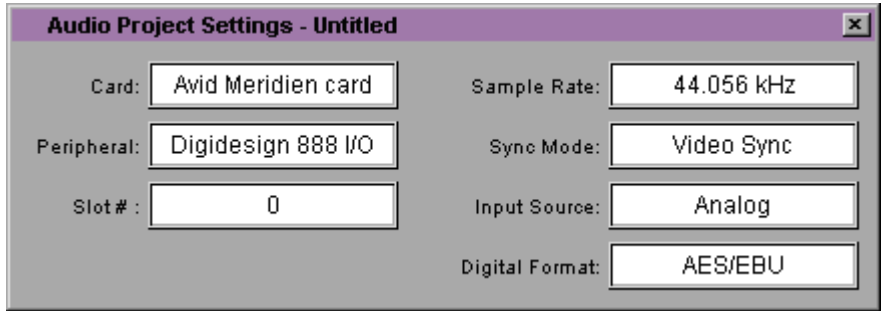 Audio Project Settings - Untitled
Card: Avid Meridien card
Sample Rate: 44.056 kHz
Peripheral: Digidesign 888 I/O
Sync Mode: Video Sync
Slot # : 0
Input Source: Analog
Digital Format: AES/EBU